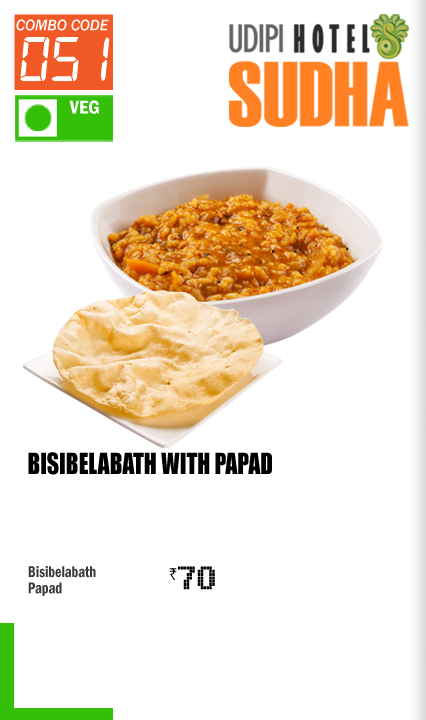 COMBO CODE
051
VEG
UDIPI HOTEL
SUDHA
BISIBELABATH WITH PAPAD
Bisibelabath
Papad
₹70